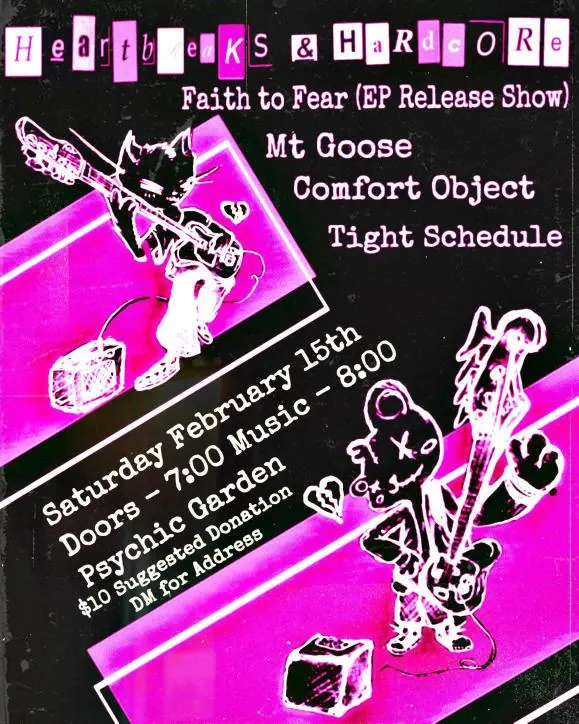 HeartbreaKS & HaRdcORe
Faith to Fear (EP Release Show)
Mt Goose
Comfort Object
Tight Schedule
Saturday February 15th
Doors - 7:00 Music - 8:00
Psychic Garden
$10 Suggested Donation
DM for Address